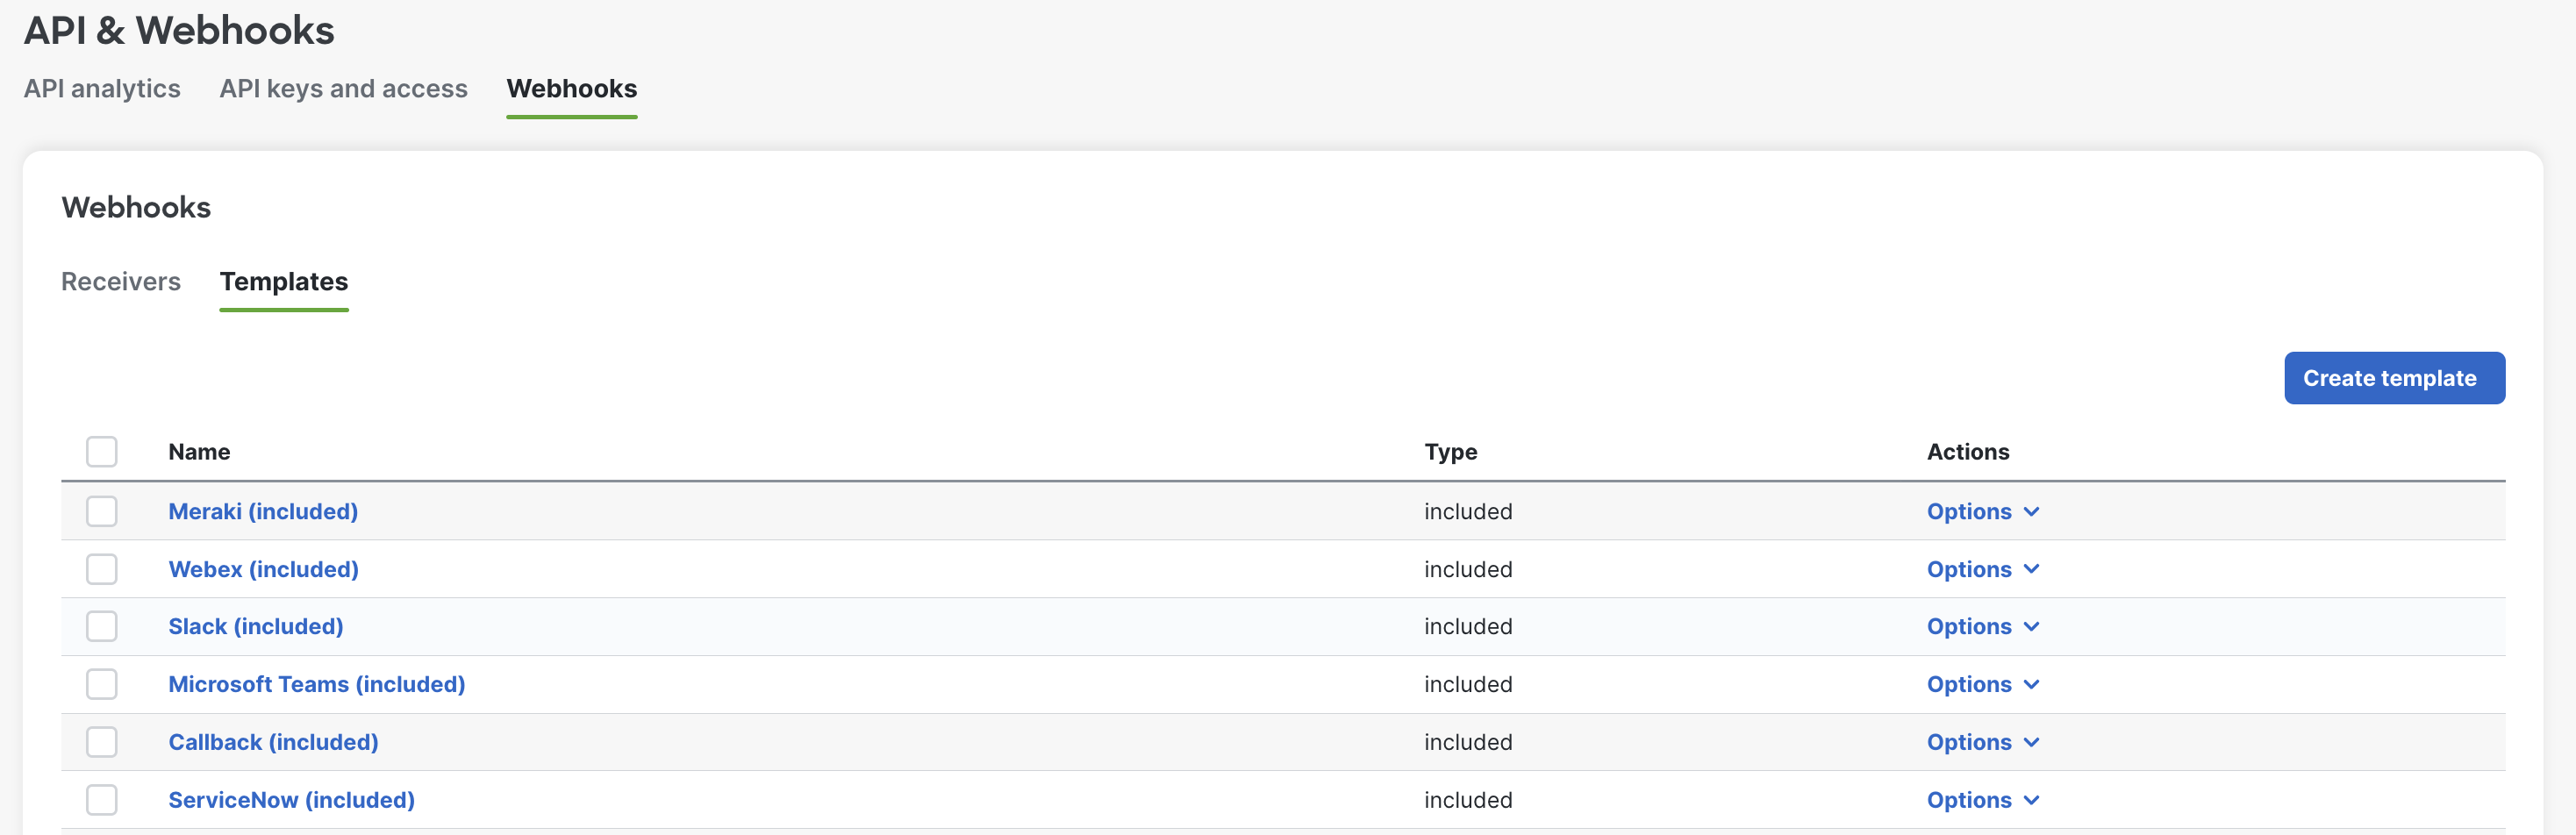 API & Webhooks
API analytics API keys and access Webhooks
Webhooks
Receivers Templates
Create template
Name Type Actions
Meraki (included) included Options
Webex (included) included Options
Slack (included) included Options
Microsoft Teams (included) included Options
Callback (included) included Options
ServiceNow (included) included Options